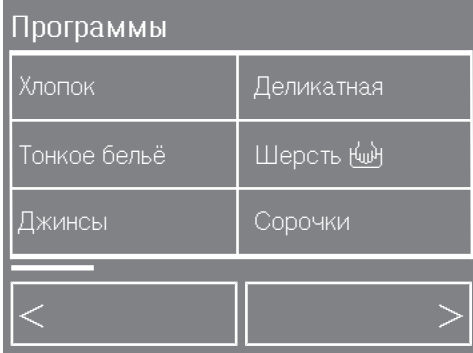 Программы
Хлопок Деликатная
Тонкое бельё Шерсть
Джинсы Сорочки
< >